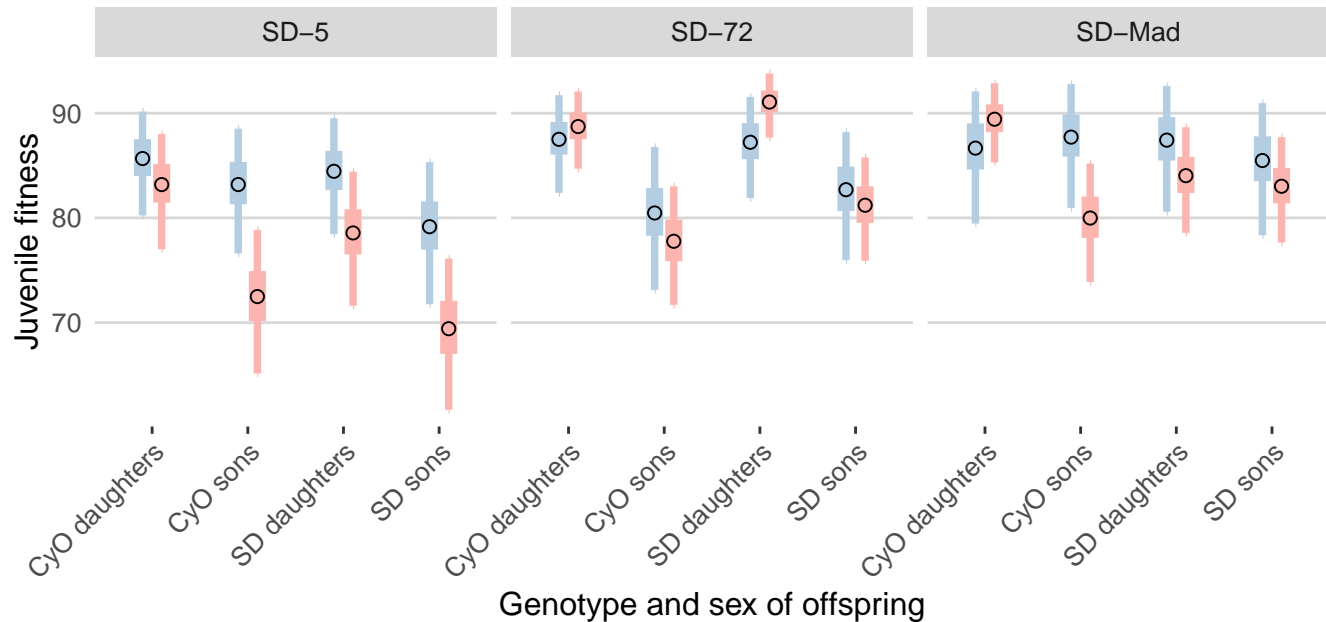 SD−5
SD−72
SD−Mad
Juvenile fitness
90
80
70
CyO daughters
CyO sons
SD daughters
SD sons
CyO daughters
CyO sons
SD daughters
SD sons
CyO daughters
CyO sons
SD daughters
SD sons
Genotype and sex of offspring